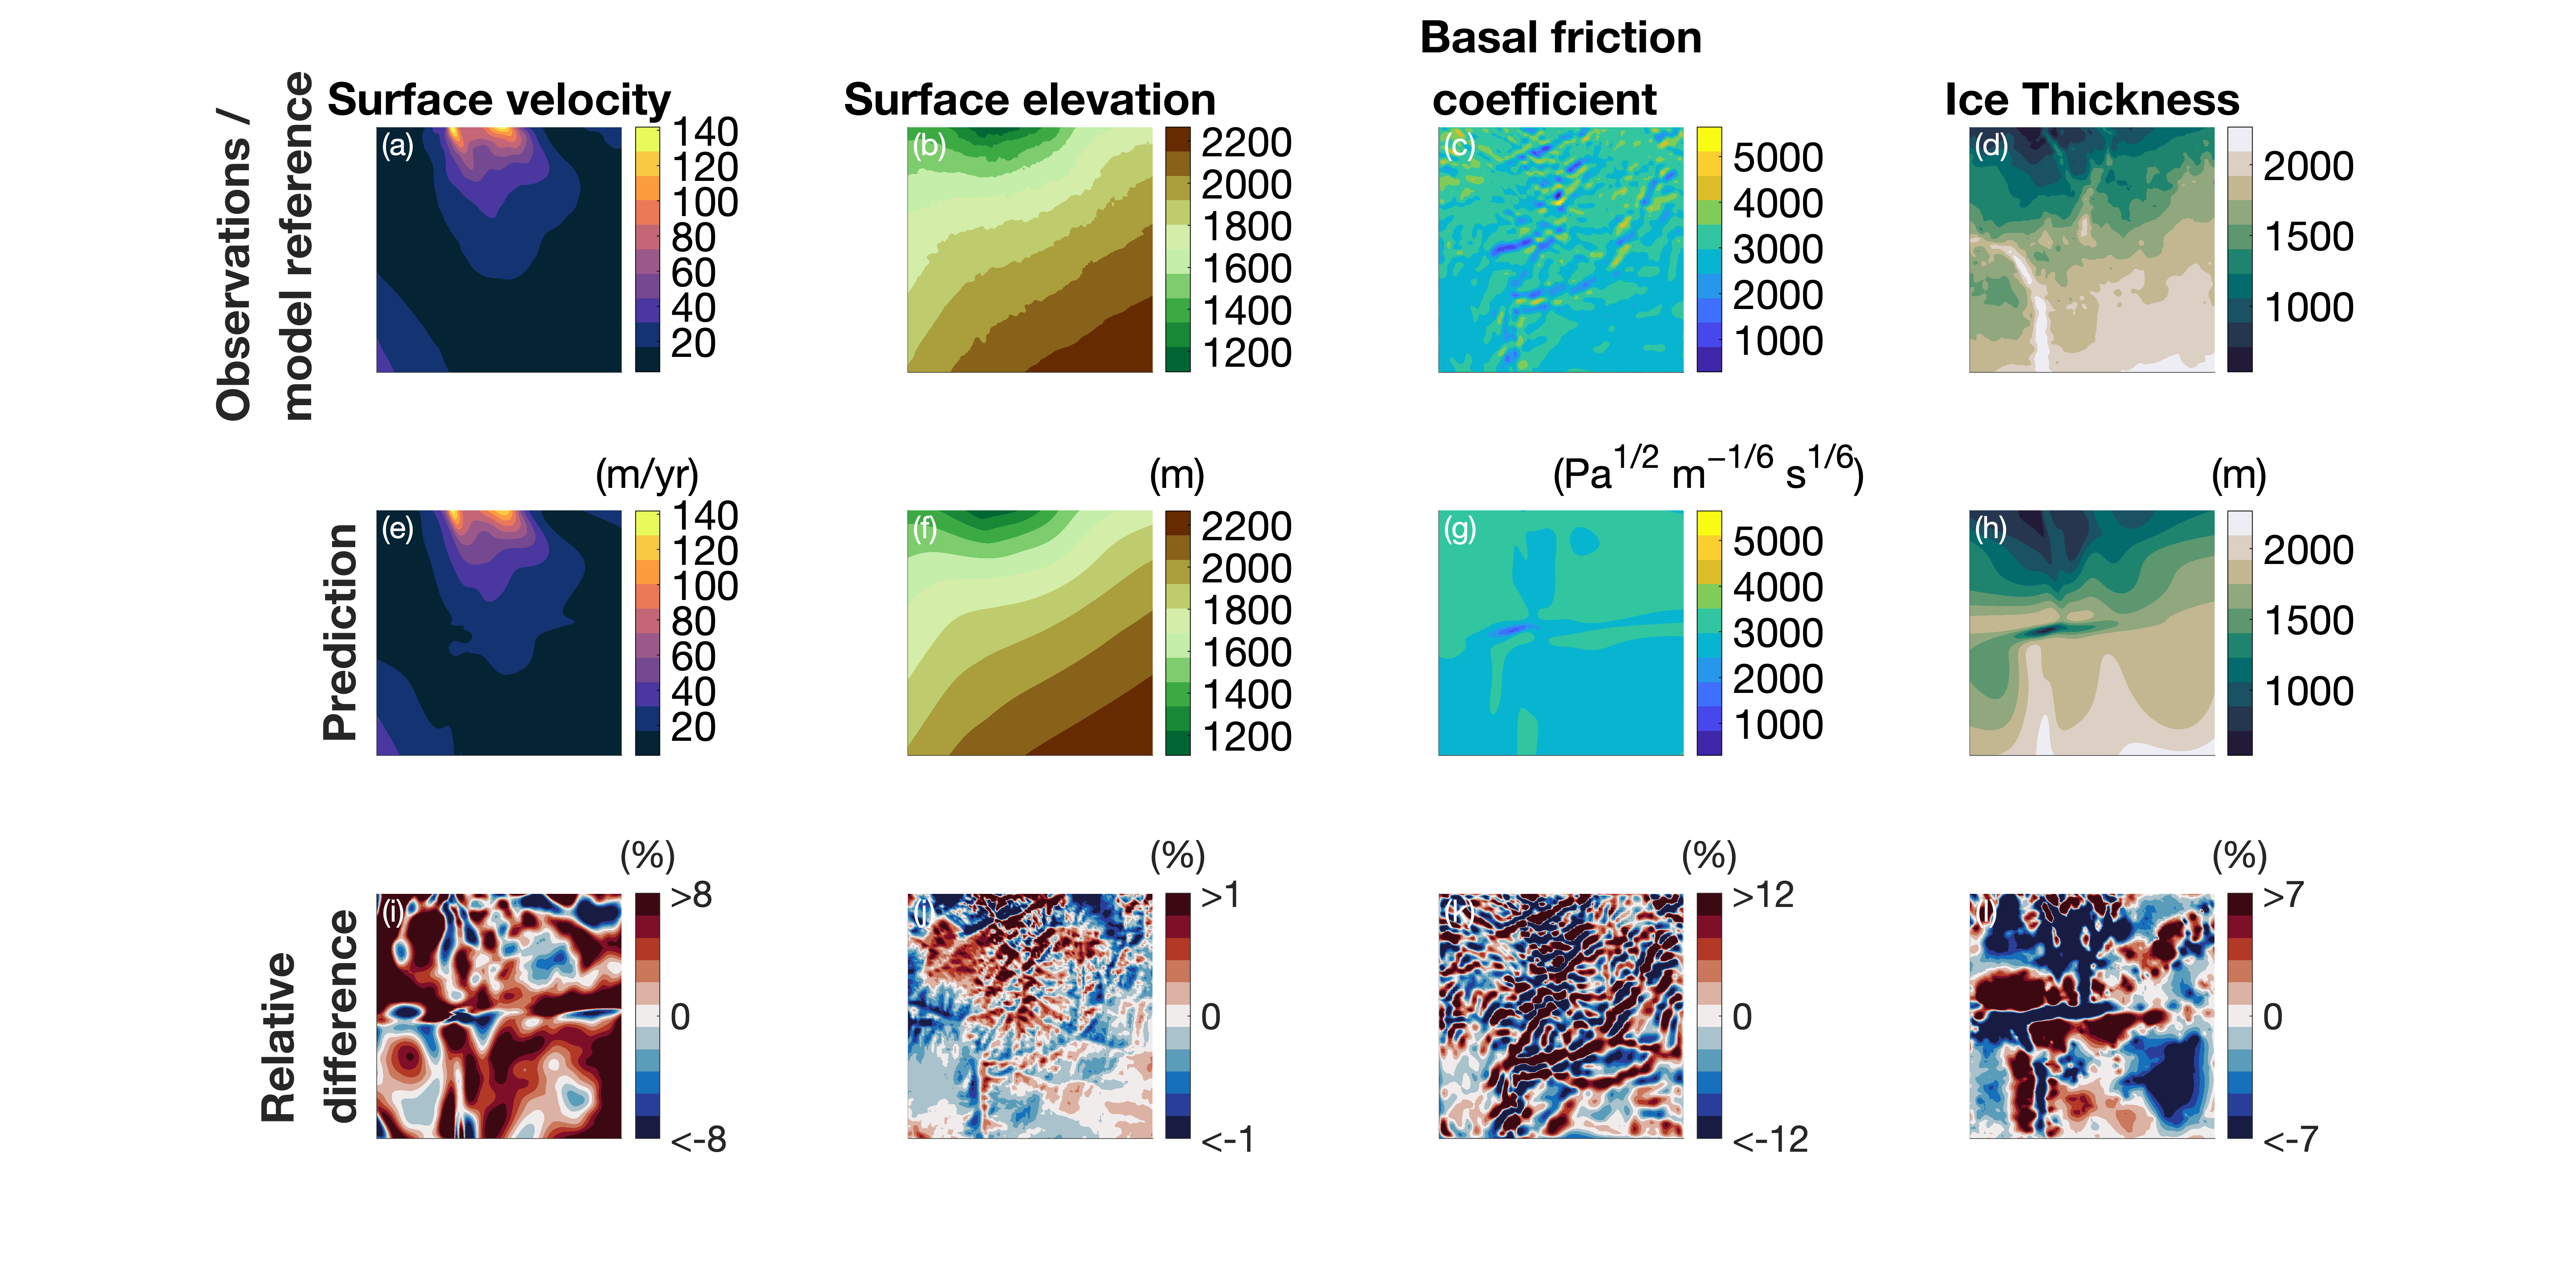 Basal friction
Surface velocity
Surface elevation
coefficient
Ice Thickness
Observations /
model reference
(a)
140
120
100
80
60
40
20
(b)
2200
2000
1800
1600
1400
1200
(c)
5000
4000
3000
2000
1000
(d)
2000
1500
1000
(m/yr)
(m)
(Pa^1/2 m^−1/6 s^1/6)
(m)
Prediction
(e)
140
120
100
80
60
40
20
(f)
2200
2000
1800
1600
1400
1200
(g)
5000
4000
3000
2000
1000
(h)
2000
1500
1000
(%)
(%)
(%)
(%)
Relative
difference
(i)
>8
0
<-8
(j)
>1
0
<-1
(k)
>12
0
<-12
(l)
>7
0
<-7